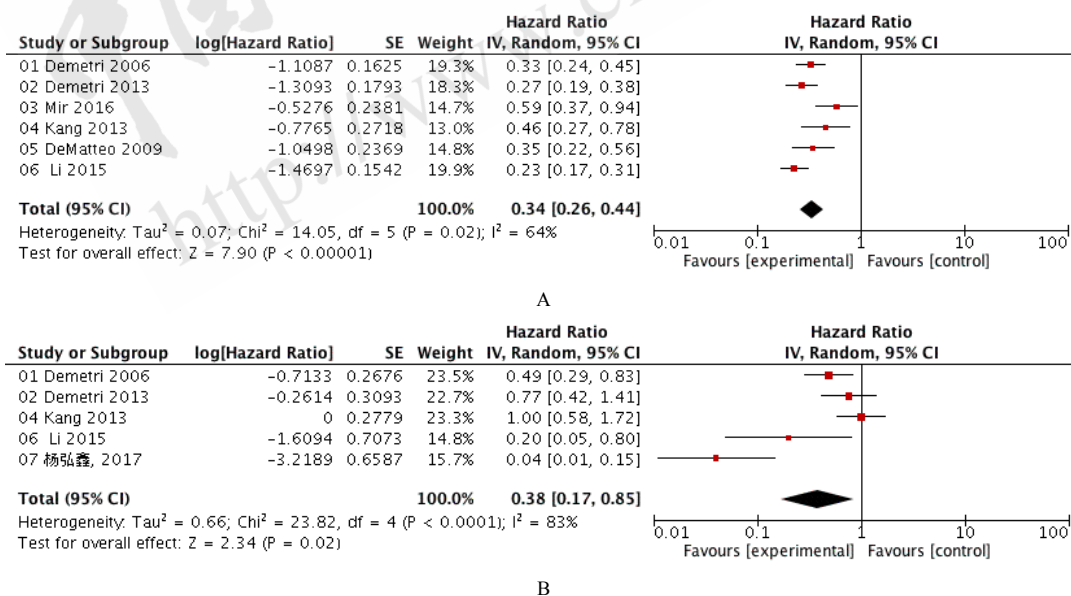 Hazard Ratio Hazard Ratio
Study or Subgroup log[Hazard Ratio] SE Weight IV, Random, 95% CI IV, Random, 95% CI
01 Demetri 2006 -1.1087 0.1625 19.3% 0.33 [0.24, 0.45]
02 Demetri 2013 -1.3093 0.1793 18.3% 0.27 [0.19, 0.38]
03 Mir 2016 -0.5276 0.2381 14.7% 0.59 [0.37, 0.94]
04 Kang 2013 -0.7765 0.2718 13.0% 0.46 [0.27, 0.78]
05 DeMatteo 2009 -1.0498 0.2369 14.8% 0.35 [0.22, 0.56]
06 Li 2015 -1.4697 0.1542 19.9% 0.23 [0.17, 0.31]
Total (95% CI) 100.0% 0.34 [0.26, 0.44]
Heterogeneity: Tau² = 0.07; Chi² = 14.05, df = 5 (P = 0.02); I² = 64%
Test for overall effect: Z = 7.90 (P < 0.00001)
0.01 0.1 1 10 100
Favours [experimental] Favours [control]
A
Hazard Ratio Hazard Ratio
Study or Subgroup log[Hazard Ratio] SE Weight IV, Random, 95% CI IV, Random, 95% CI
01 Demetri 2006 -0.7133 0.2676 23.5% 0.49 [0.29, 0.83]
02 Demetri 2013 -0.2614 0.3093 22.7% 0.77 [0.42, 1.41]
04 Kang 2013 0 0.2779 23.3% 1.00 [0.58, 1.72]
06 Li 2015 -1.6094 0.7073 14.8% 0.20 [0.05, 0.80]
07 杨弘鑫, 2017 -3.2189 0.6587 15.7% 0.04 [0.01, 0.15]
Total (95% CI) 100.0% 0.38 [0.17, 0.85]
Heterogeneity: Tau² = 0.66; Chi² = 23.82, df = 4 (P < 0.0001); I² = 83%
Test for overall effect: Z = 2.34 (P = 0.02)
0.01 0.1 1 10 100
Favours [experimental] Favours [control]
B